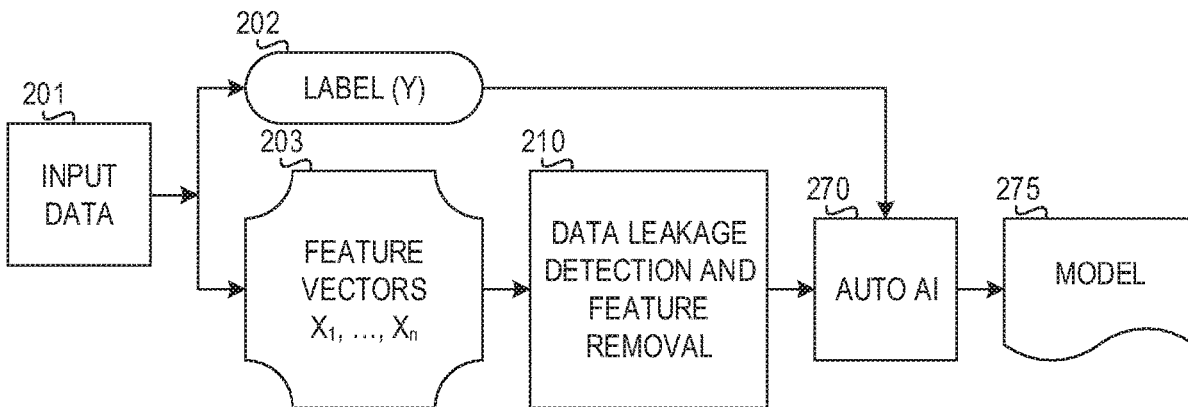 202
LABEL (Y)
201
INPUT
DATA
203
FEATURE
VECTORS
X₁, ..., Xₙ
210
DATA LEAKAGE
DETECTION AND
FEATURE
REMOVAL
270
AUTO AI
275
MODEL